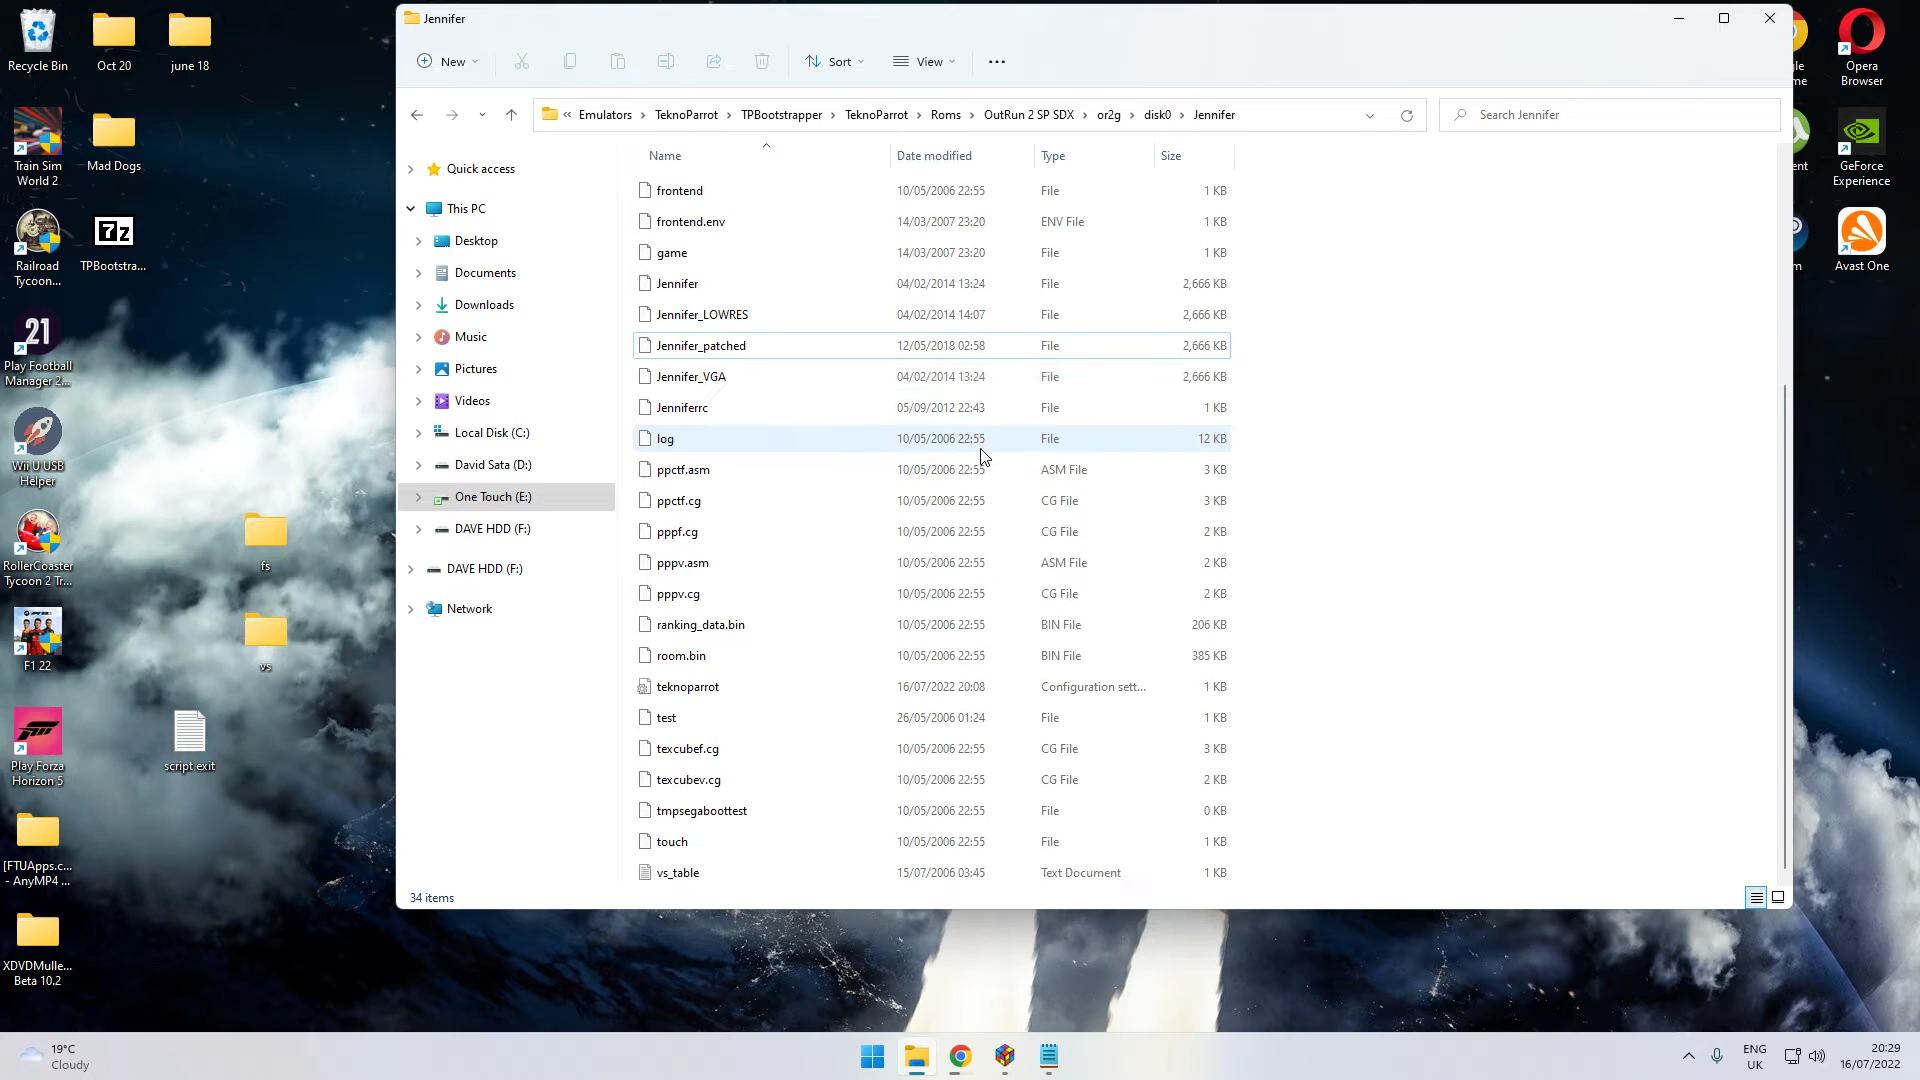 Recycle Bin
Oct 20
june 18
Train Sim
World 2
Mad Dogs
Railroad
Tycoon...
7z
TPBootstra...
21
Play Football
Manager 2...
Wii U USB
Helper
RollerCoaster
Tycoon 2 Tr...
F1 22
Play Forza
Horizon 5
[FTUApps.c...
- AnyMP4 ...
XDVDMulle...
Beta 10.2
fs
vs
script exit
Jennifer
New
Sort
View
«
Emulators
TeknoParrot
TPBootstrapper
TeknoParrot
Roms
OutRun 2 SP SDX
or2g
disk0
Jennifer
Search Jennifer
Quick access
This PC
Desktop
Documents
Downloads
Music
Pictures
Videos
Local Disk (C:)
David Sata (D:)
One Touch (E:)
DAVE HDD (F:)
DAVE HDD (F:)
Network
Name Date modified Type Size
frontend 10/05/2006 22:55 File 1 KB
frontend.env 14/03/2007 23:20 ENV File 1 KB
game 14/03/2007 23:20 File 1 KB
Jennifer 04/02/2014 13:24 File 2,666 KB
Jennifer_LOWRES 04/02/2014 14:07 File 2,666 KB
Jennifer_patched 12/05/2018 02:58 File 2,666 KB
Jennifer_VGA 04/02/2014 13:24 File 2,666 KB
Jenniferrc 05/09/2012 22:43 File 1 KB
log 10/05/2006 22:55 File 12 KB
ppctf.asm 10/05/2006 22:55 ASM File 3 KB
ppctf.cg 10/05/2006 22:55 CG File 3 KB
pppf.cg 10/05/2006 22:55 CG File 2 KB
pppv.asm 10/05/2006 22:55 ASM File 2 KB
pppv.cg 10/05/2006 22:55 CG File 2 KB
ranking_data.bin 10/05/2006 22:55 BIN File 206 KB
room.bin 10/05/2006 22:55 BIN File 385 KB
teknoparrot 16/07/2022 20:08 Configuration sett... 1 KB
test 26/05/2006 01:24 File 1 KB
texcubef.cg 10/05/2006 22:55 CG File 3 KB
texcubev.cg 10/05/2006 22:55 CG File 2 KB
tmpsegaboottest 10/05/2006 22:55 File 0 KB
touch 10/05/2006 22:55 File 1 KB
vs_table 15/07/2006 03:45 Text Document 1 KB
34 items
Opera
Browser
GeForce
Experience
Avast One
19°C
Cloudy
ENG
UK
20:29
16/07/2022